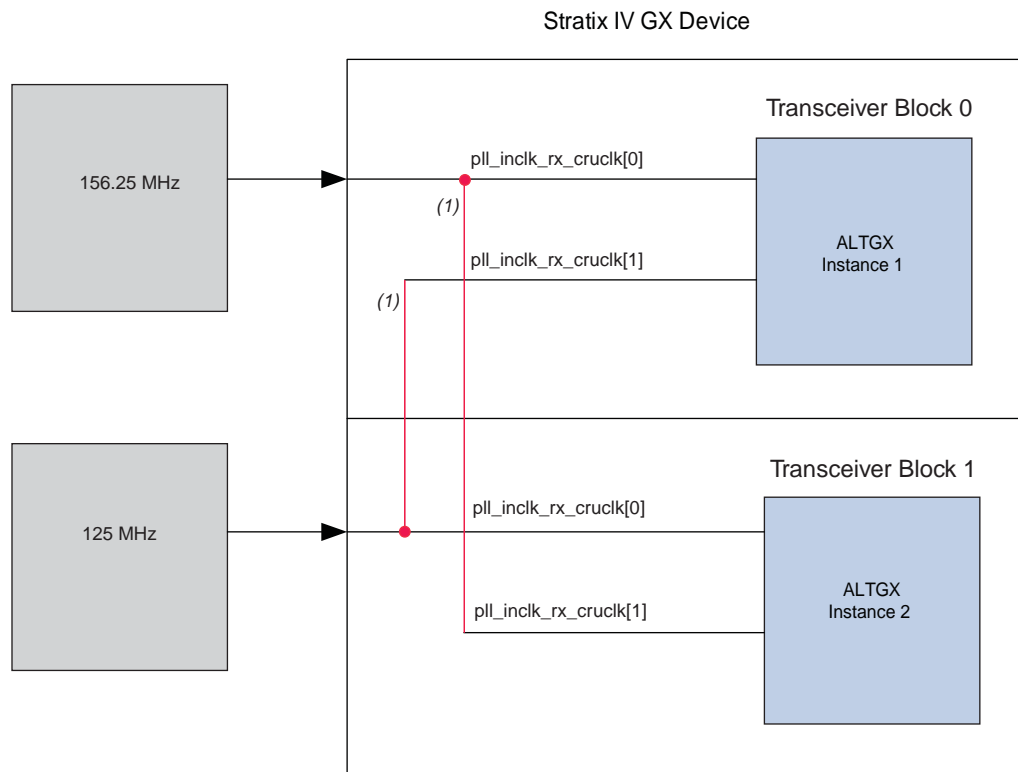 Stratix IV GX Device
Transceiver Block 0
pll_inclk_rx_cruclk[0]
156.25 MHz
(1)
ALTGX
Instance 1
pll_inclk_rx_cruclk[1]
(1)
Transceiver Block 1
pll_inclk_rx_cruclk[0]
125 MHz
ALTGX
Instance 2
pll_inclk_rx_cruclk[1]